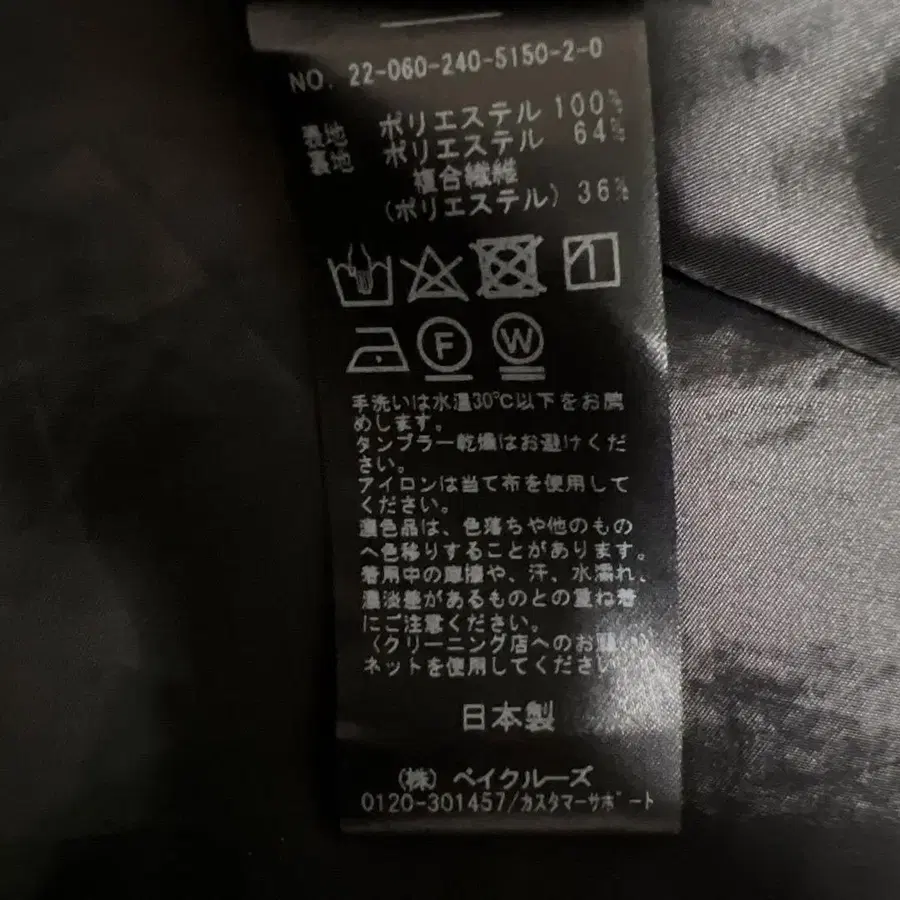 NO. 22-060-240-5150-2-0
表地 ポリエステル 100%
裏地 ポリエステル 64%
複合繊維
(ポリエステル) 36%
F W
手洗いは水温30℃以下をお薦
めします。
タンブラー乾燥はお避けくだ
さい。
アイロンは当て布を使用して
ください。
濃色品は、色落ちや他のもの
へ色移りすることがあります。
着用中の摩擦や、汗、水濡れ、
濃淡差があるものとの重ね着
にご注意ください。
〈クリーニング店へのお願い〉
ネットを使用してください。
日本製
(株) ベイクルーズ
0120-301457/カスタマーサポート